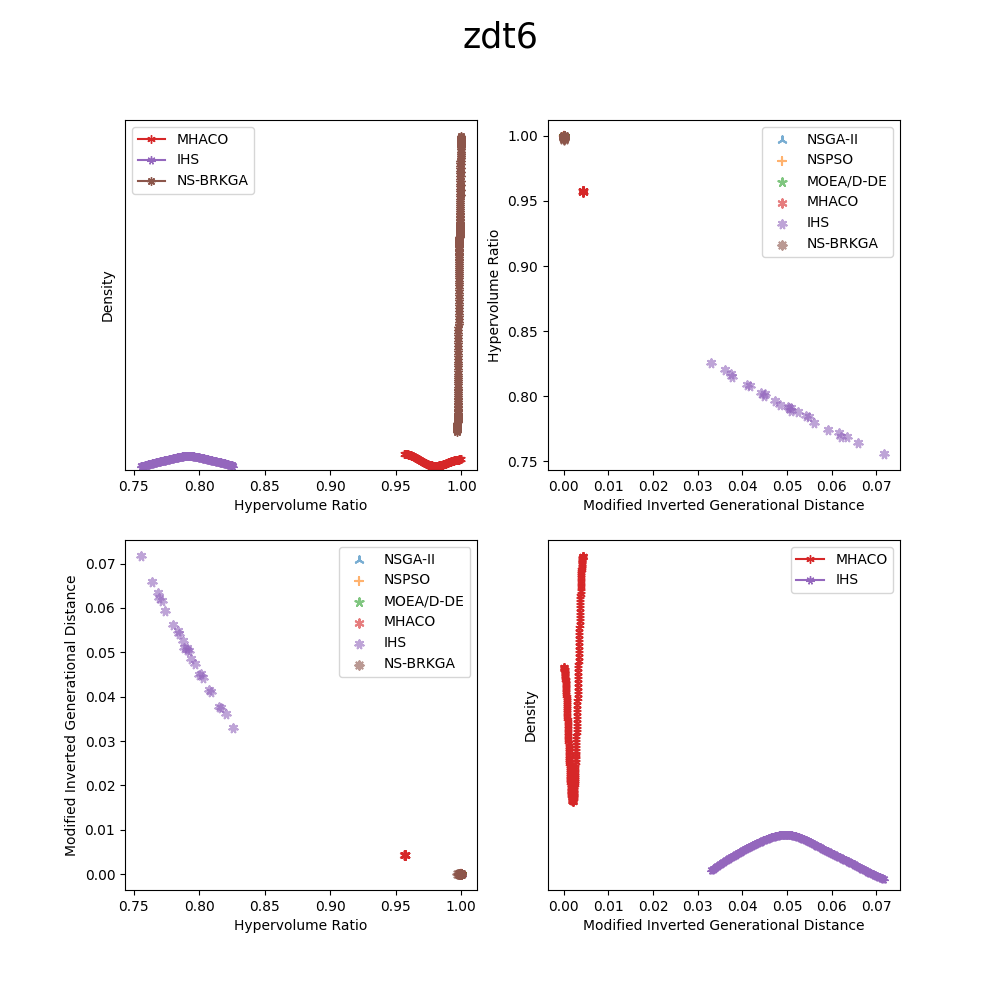 zdt6
MHACO
IHS
NS-BRKGA
Density
0.75 0.80 0.85 0.90 0.95 1.00
Hypervolume Ratio
NSGA-II
NSPSO
MOEA/D-DE
MHACO
IHS
NS-BRKGA
Hypervolume Ratio
1.00
0.95
0.90
0.85
0.80
0.75
0.00 0.01 0.02 0.03 0.04 0.05 0.06 0.07
Modified Inverted Generational Distance
NSGA-II
NSPSO
MOEA/D-DE
MHACO
IHS
NS-BRKGA
Modified Inverted Generational Distance
0.07
0.06
0.05
0.04
0.03
0.02
0.01
0.00
0.75 0.80 0.85 0.90 0.95 1.00
Hypervolume Ratio
MHACO
IHS
Density
0.00 0.01 0.02 0.03 0.04 0.05 0.06 0.07
Modified Inverted Generational Distance